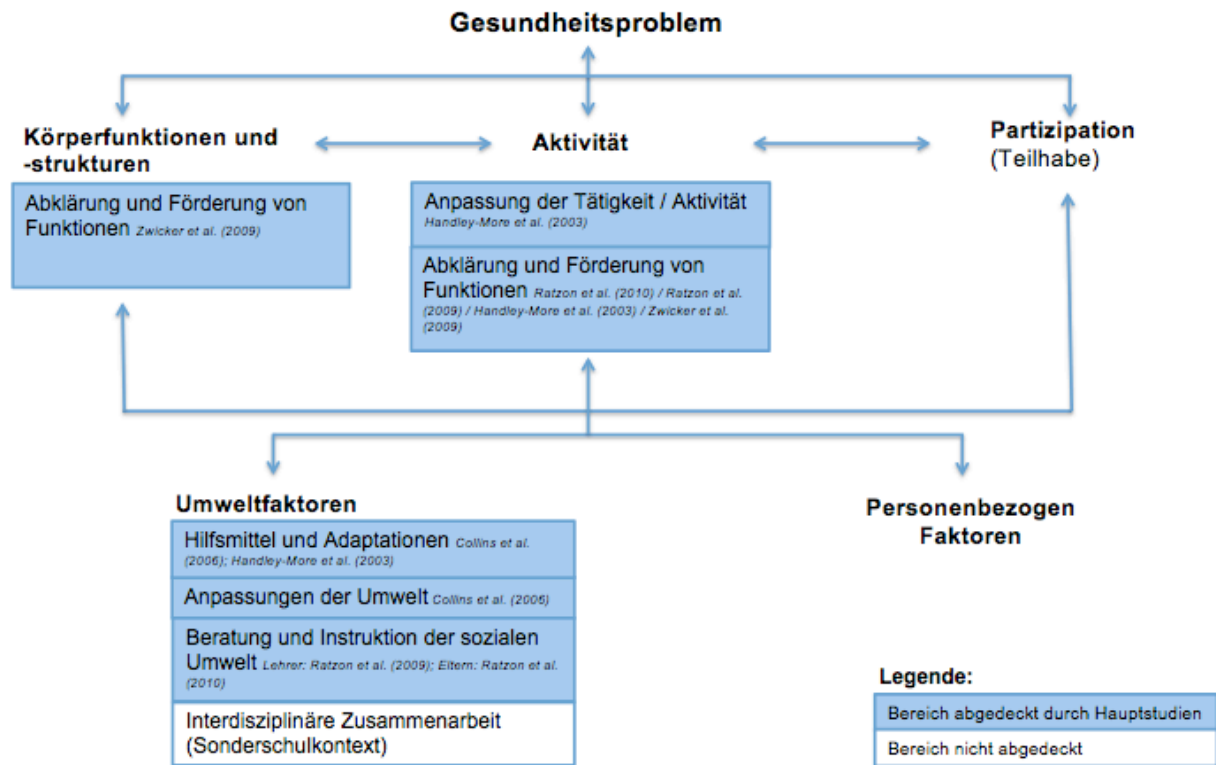 Gesundheitsproblem
Körperfunktionen und
-strukturen
Abklärung und Förderung von
Funktionen Zwicker et al. (2009)
Aktivität
Anpassung der Tätigkeit / Aktivität
Handley-More et al. (2003)
Abklärung und Förderung von
Funktionen Ratzon et al. (2010) / Ratzon et al.
(2009) / Handley-More et al. (2003) / Zwicker et al.
(2009)
Partizipation
(Teilhabe)
Umweltfaktoren
Hilfsmittel und Adaptationen Collins et al.
(2006); Handley-More et al. (2003)
Anpassungen der Umwelt Collins et al. (2006)
Beratung und Instruktion der sozialen
Umwelt Lehrer: Ratzon et al. (2009); Eltern: Ratzon et al.
(2010)
Interdisziplinäre Zusammenarbeit
(Sonderschulkontext)
Personenbezogen
Faktoren
Legende:
Bereich abgedeckt durch Hauptstudien
Bereich nicht abgedeckt